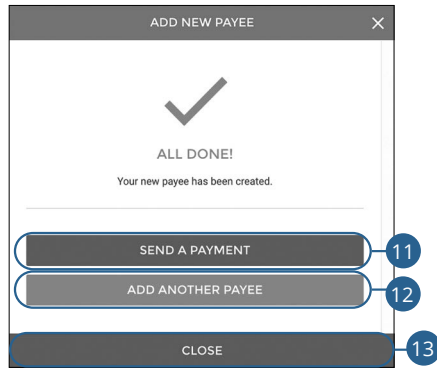 ADD NEW PAYEE
ALL DONE!
Your new payee has been created.
SEND A PAYMENT
11
ADD ANOTHER PAYEE
12
CLOSE
13